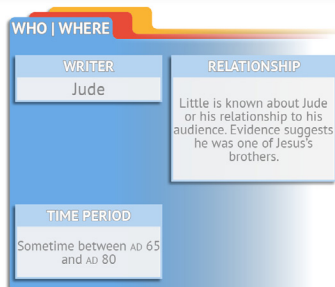 WHO | WHERE
WRITER
Jude
RELATIONSHIP
Little is known about Jude
or his relationship to his
audience. Evidence suggests
he was one of Jesus's
brothers.
TIME PERIOD
Sometime between AD 65
and AD 80